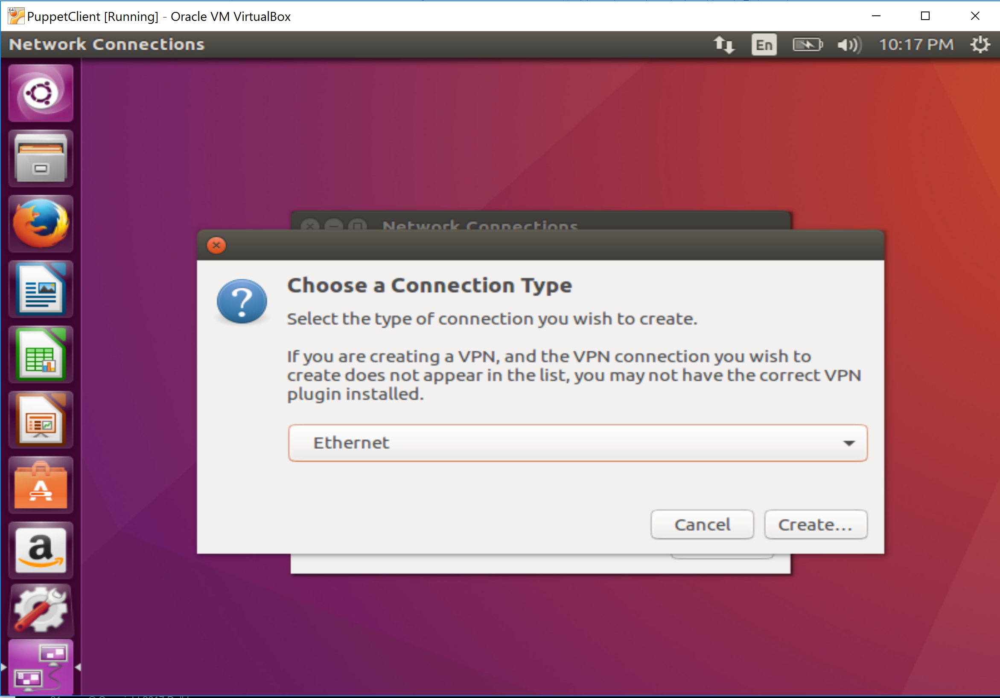 PuppetClient [Running] - Oracle VM VirtualBox
Network Connections
En
10:17 PM
Network Connections
Choose a Connection Type
Select the type of connection you wish to create.
If you are creating a VPN, and the VPN connection you wish to
create does not appear in the list, you may not have the correct VPN
plugin installed.
Ethernet
Cancel
Create...